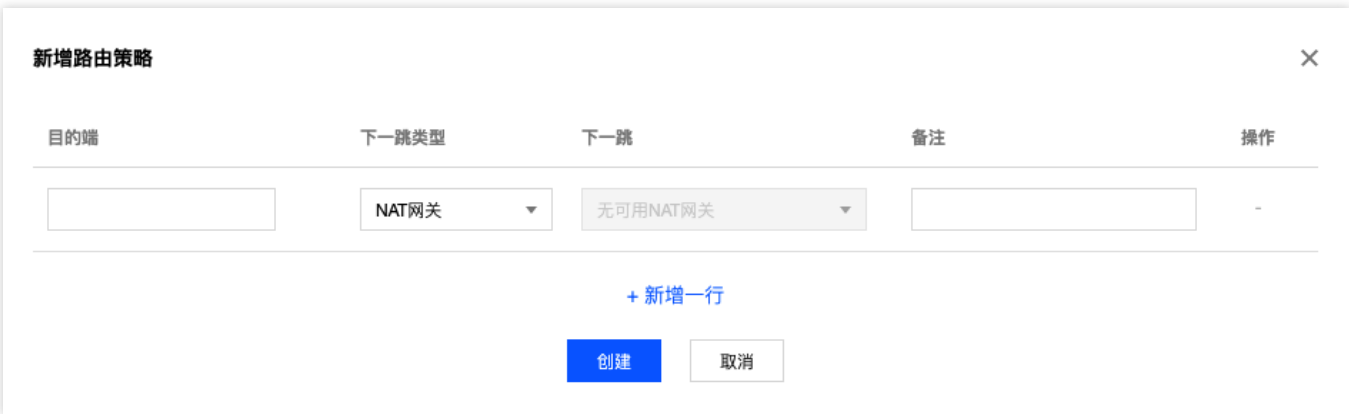 新增路由策略
目的端 下一跳类型 下一跳 备注 操作
NAT网关 无可用NAT网关 -
+ 新增一行
创建 取消